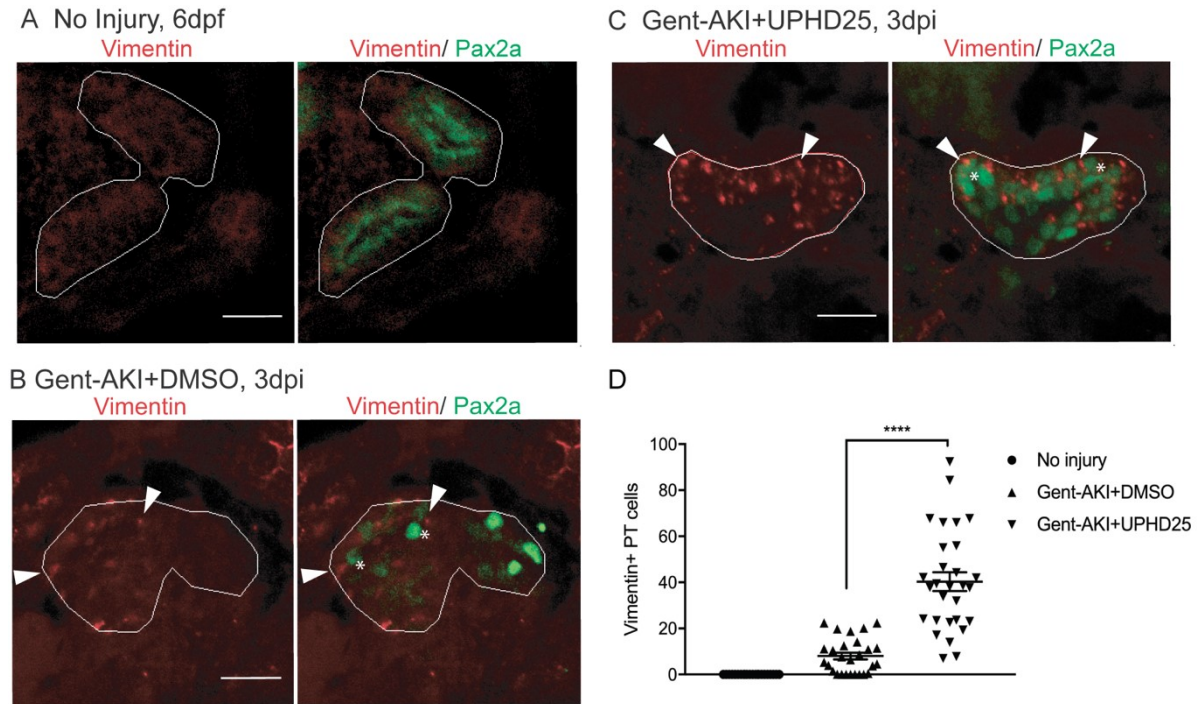 A No Injury, 6dpf
Vimentin
Vimentin/ Pax2a
B Gent-AKI+DMSO, 3dpi
Vimentin
Vimentin/ Pax2a
*
*
C Gent-AKI+UPHD25, 3dpi
Vimentin
Vimentin/ Pax2a
*
*
D
****
Vimentin+ PT cells
100
80
60
40
20
0
No injury
Gent-AKI+DMSO
Gent-AKI+UPHD25